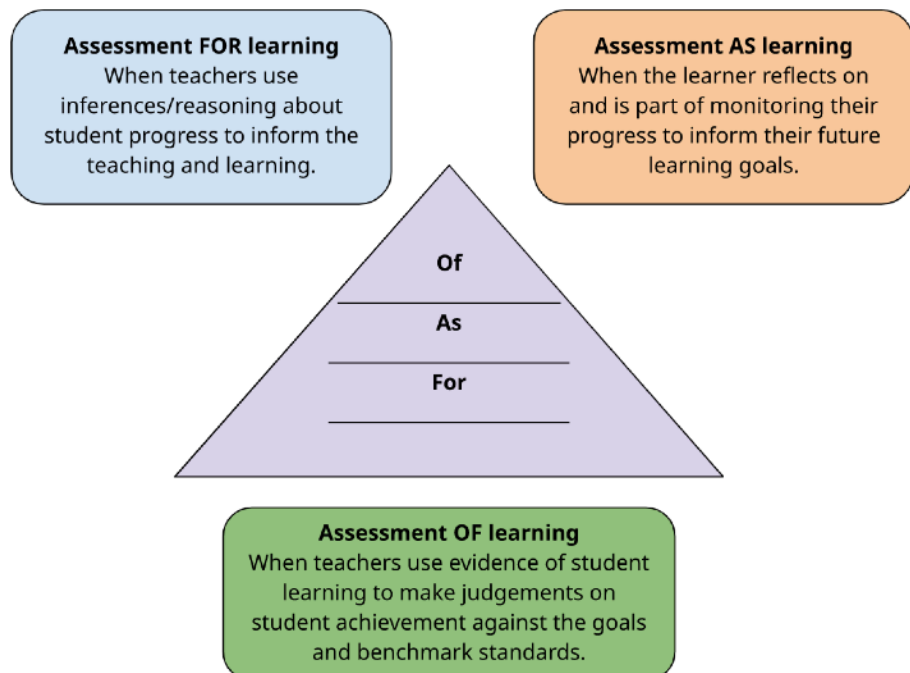 Assessment FOR learning
When teachers use
inferences/reasoning about
student progress to inform the
teaching and learning.
Assessment AS learning
When the learner reflects on
and is part of monitoring their
progress to inform their future
learning goals.
Of
As
For
Assessment OF learning
When teachers use evidence of student
learning to make judgements on
student achievement against the goals
and benchmark standards.